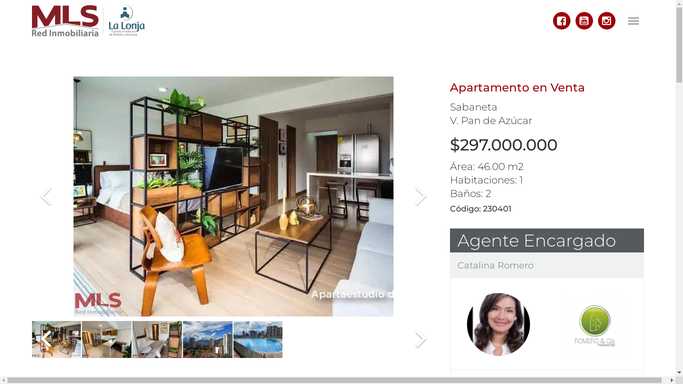 MLS
Red Inmobiliaria
La Lonja
Apartamento en Venta
Sabaneta
V. Pan de Azúcar
$297.000.000
Área: 46.00 m2
Habitaciones: 1
Baños: 2
Código: 230401
Agente Encargado
Catalina Romero
Apartaestudio d
MLS
Red Inmobiliaria
ROMERO & CIA